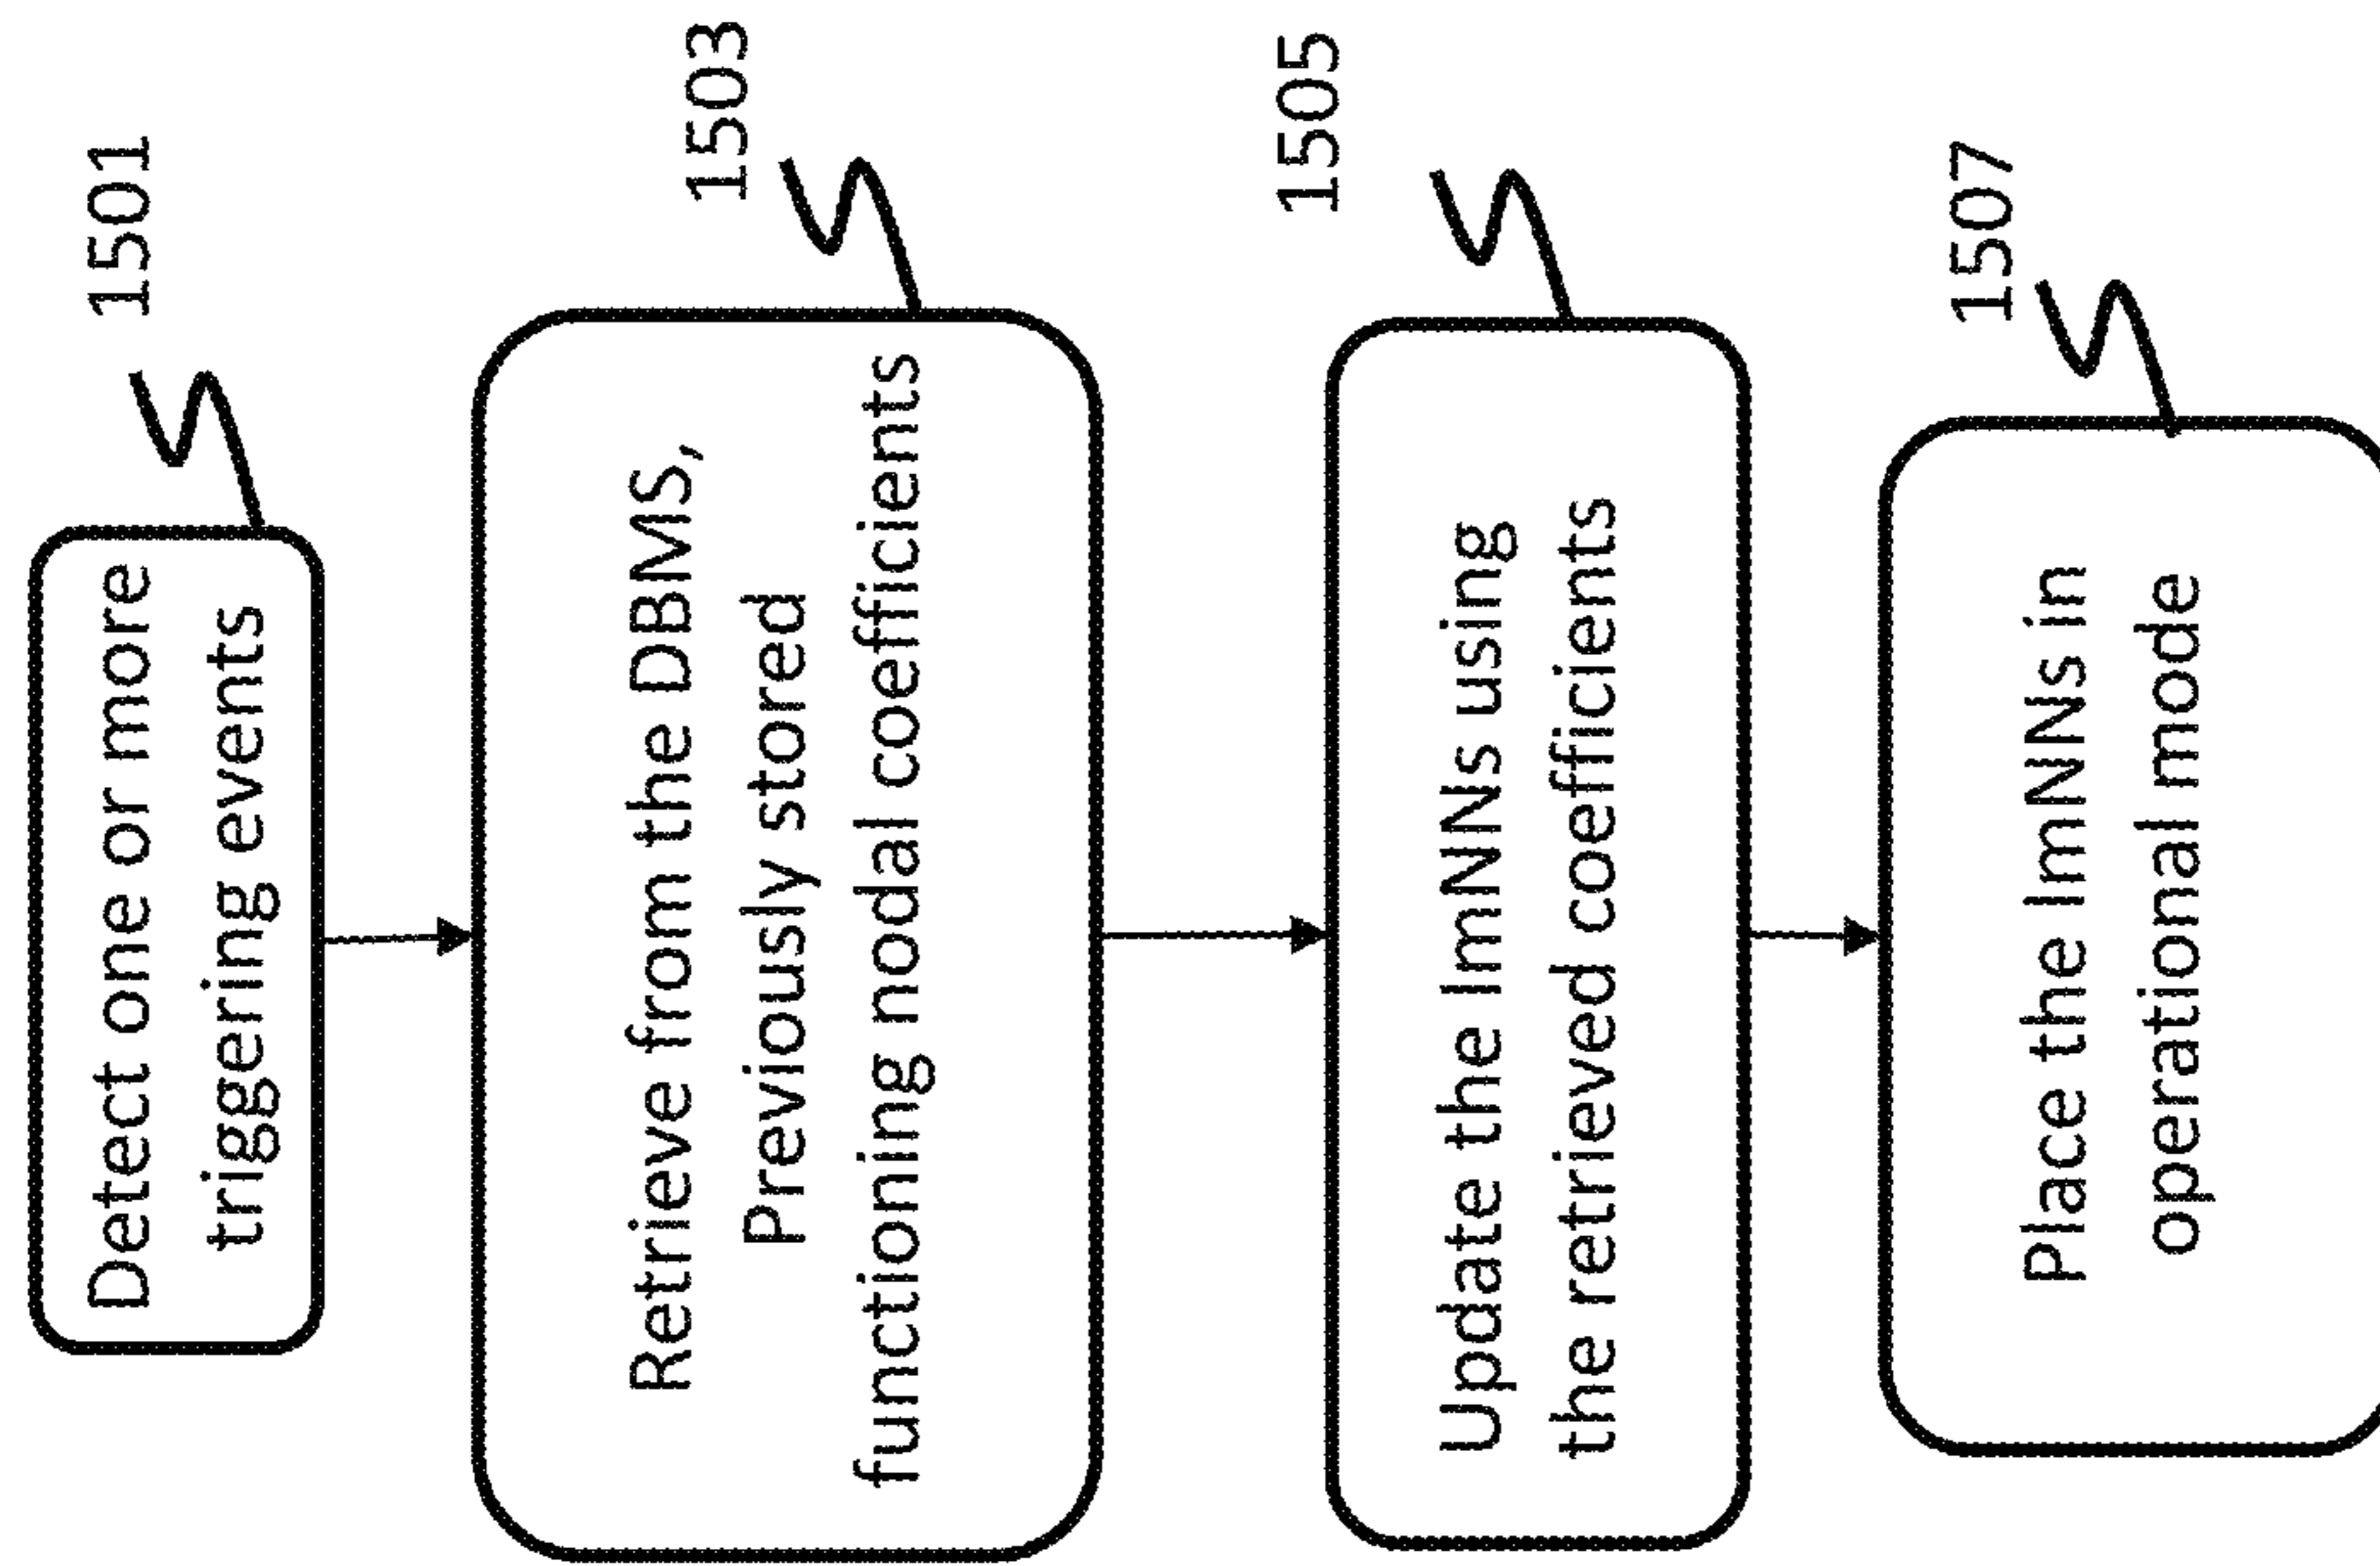 1501
Detect one or more
triggering events
1503
Retrieve from the DBMS,
Previously stored
functioning nodal coefficients
1505
Update the ImNNs using
the retrieved coefficients
1507
Place the ImNNs in
operational mode